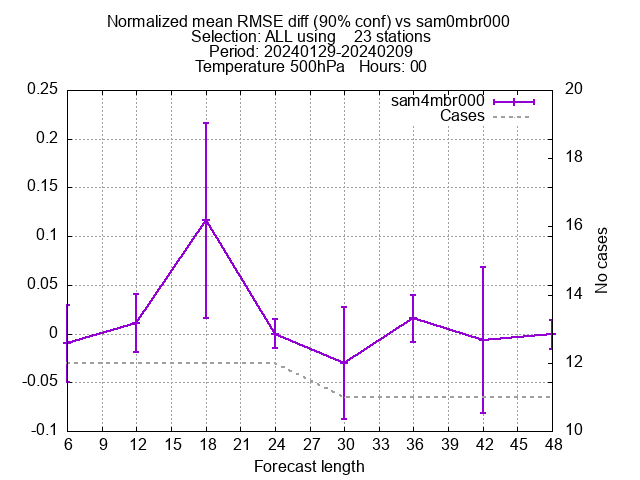 Normalized mean RMSE diff (90% conf) vs sam0mbr000
Selection: ALL using    23 stations
Period: 20240129-20240209
Temperature 500hPa   Hours: 00
sam4mbr000
Cases
0.25
0.2
0.15
0.1
0.05
0
-0.05
-0.1
20
18
16
14
12
10
No cases
6 9 12 15 18 21 24 27 30 33 36 39 42 45 48
Forecast length